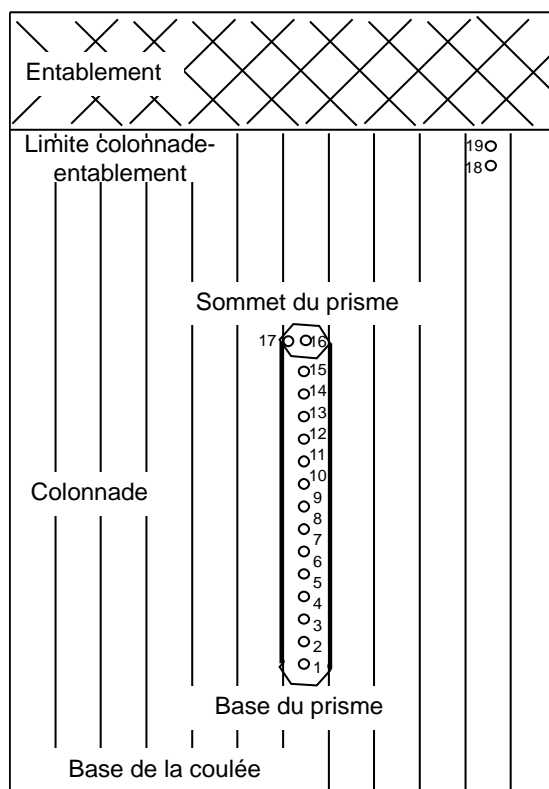 Entablement
Limite colonnade-
entablement
19
18
Sommet du prisme
17
16
15
14
13
12
11
Colonnade
10
9
8
7
6
5
4
3
2
1
Base du prisme
Base de la coulée